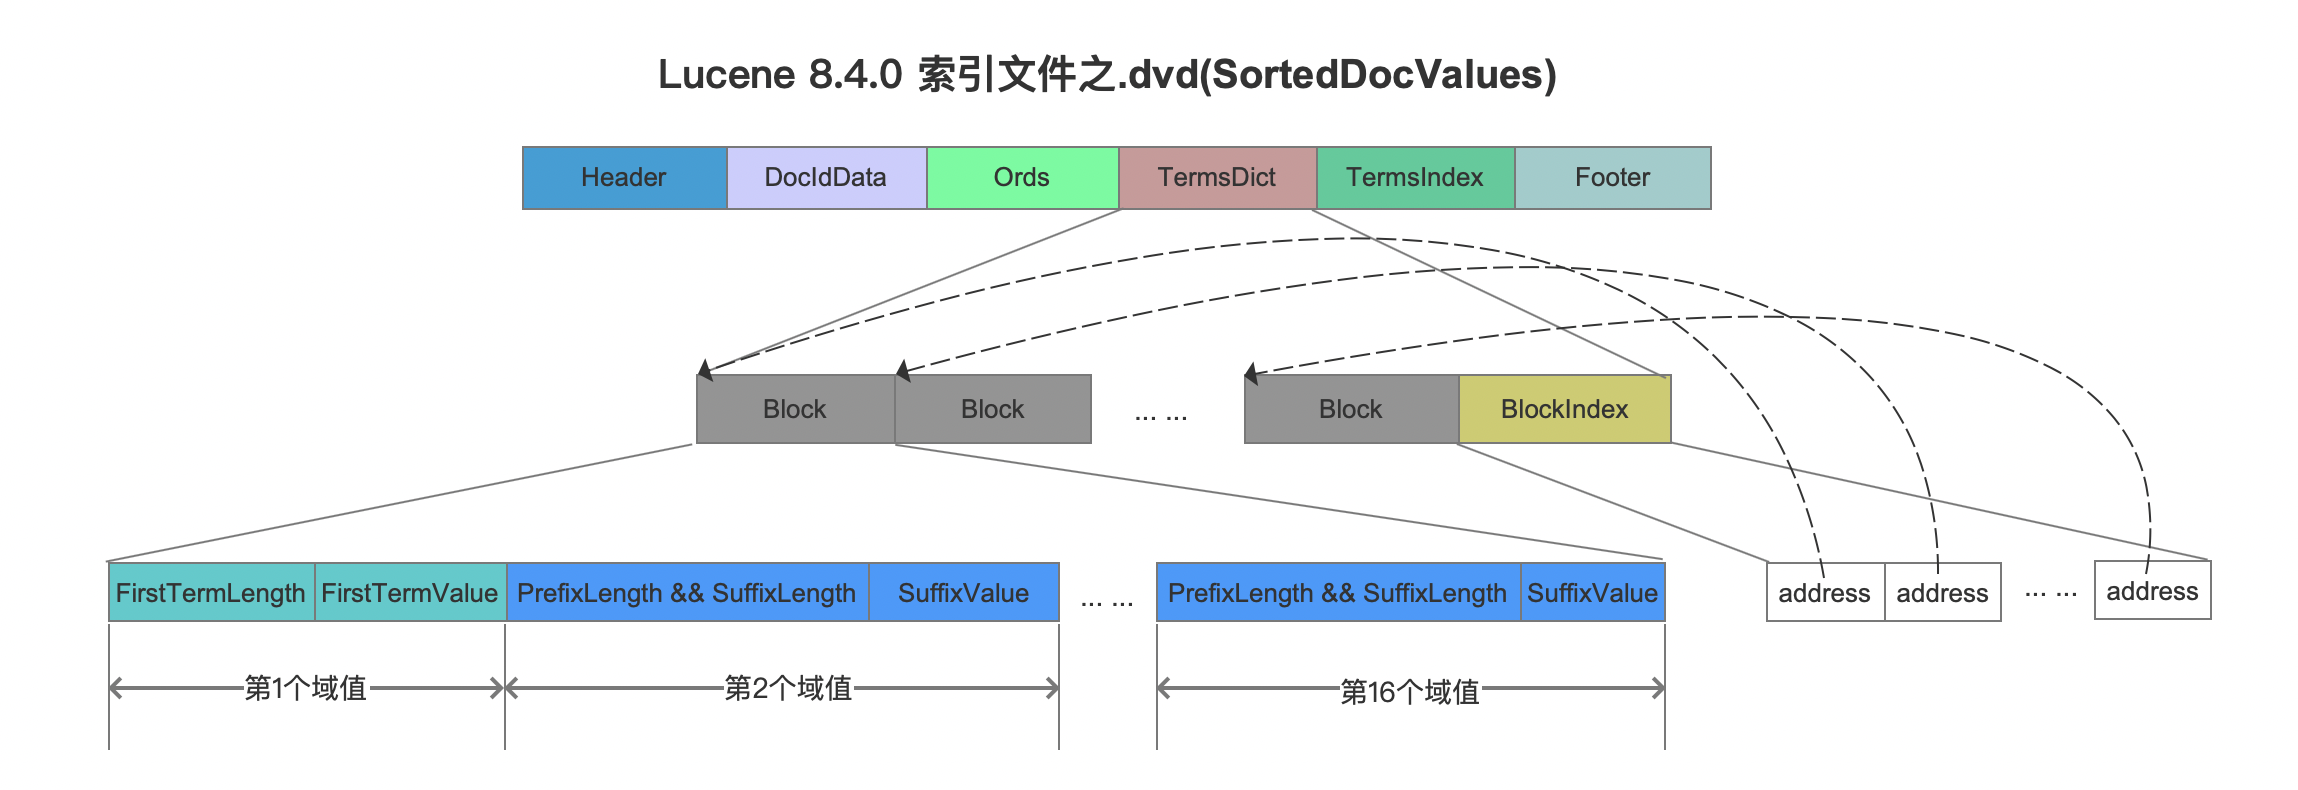 Lucene 8.4.0 索引文件之.dvd(SortedDocValues)
Header DocIdData Ords TermsDict TermsIndex Footer
Block Block ... ... Block BlockIndex
FirstTermLength FirstTermValue PrefixLength && SuffixLength SuffixValue ... ... PrefixLength && SuffixLength SuffixValue address address ... ... address
第1个域值 第2个域值 第16个域值